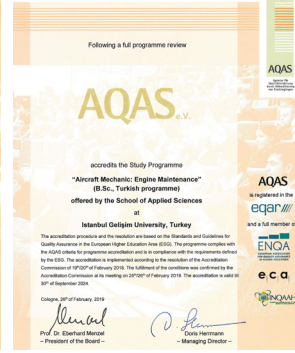 Following a full programme review
AQAS e.V.
accredits the Study Programme
"Aircraft Mechanic: Engine Maintenance"
(B.Sc., Turkish programme)
offered by the School of Applied Sciences
at
Istanbul Gelişim University, Turkey
The accreditation procedure and the resolution are based on the Standards and Guidelines for
Quality Assurance in the European Higher Education Area (ESG). The programme complies with
the AQAS criteria for programme accreditation and is in compliance with the requirements defined
by the ESG. The accreditation is implemented according to the resolution of the Accreditation
Commission of 19th/20th of February 2018. The fulfilment of the conditions was confirmed by the
Accreditation Commission at its meeting on 25th/26th of February 2019. The accreditation is valid till
30th of September 2024.
Cologne, 26th of February, 2019
Prof. Dr. Eberhard Menzel
– President of the Board –
Doris Herrmann
– Managing Director –
AQAS
Agentur für
AQAS
is registered in the
eqar
and a full member o
ENQA
e c a
INQAAH